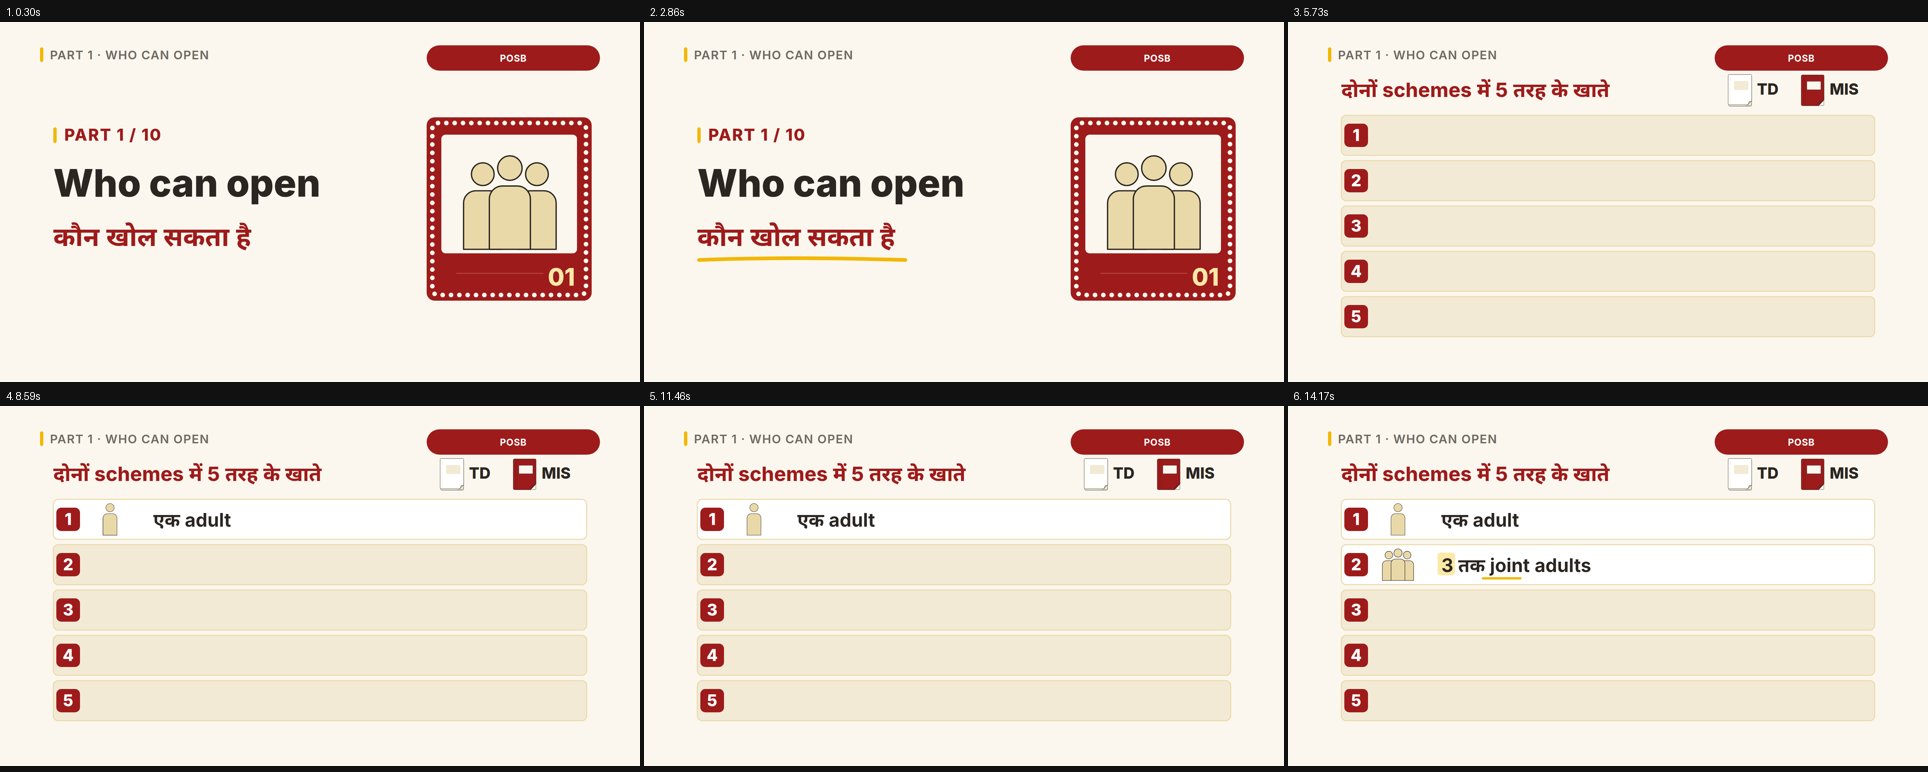 1. 0.30s
PART 1 · WHO CAN OPEN
POSB
PART 1 / 10
Who can open
कौन खोल सकता है
01
2. 2.86s
PART 1 · WHO CAN OPEN
POSB
PART 1 / 10
Who can open
कौन खोल सकता है
01
3. 5.73s
PART 1 · WHO CAN OPEN
POSB
दोनों schemes में 5 तरह के खाते
TD MIS
1
2
3
4
5
4. 8.59s
PART 1 · WHO CAN OPEN
POSB
दोनों schemes में 5 तरह के खाते
TD MIS
1 एक adult
2
3
4
5
5. 11.46s
PART 1 · WHO CAN OPEN
POSB
दोनों schemes में 5 तरह के खाते
TD MIS
1 एक adult
2
3
4
5
6. 14.17s
PART 1 · WHO CAN OPEN
POSB
दोनों schemes में 5 तरह के खाते
TD MIS
1 एक adult
2 3 तक joint adults
3
4
5